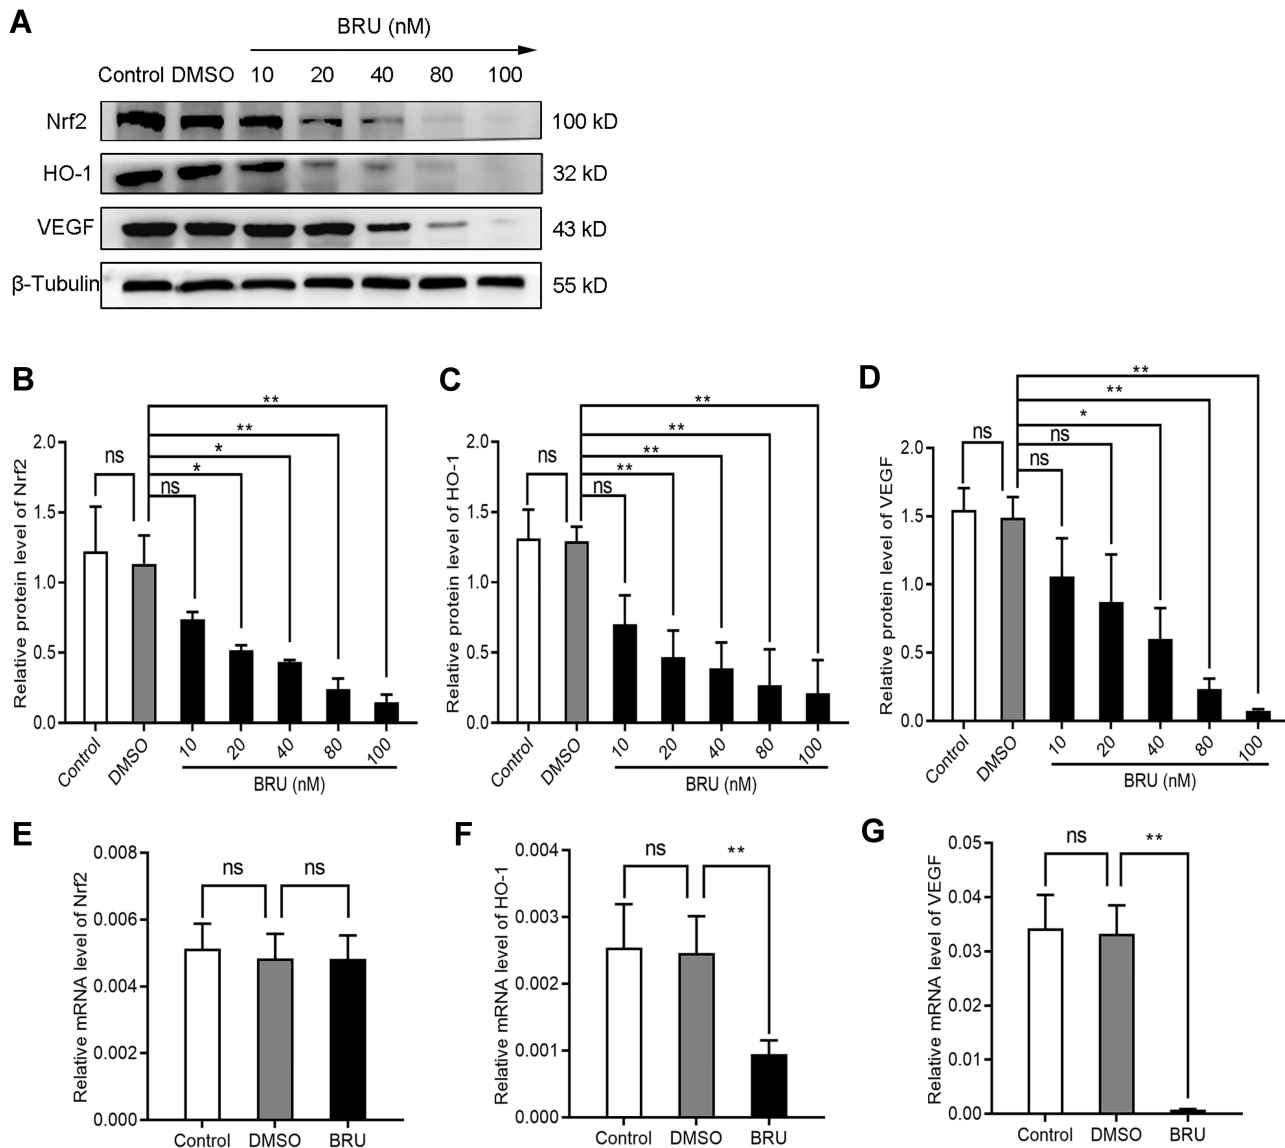 A
BRU (nM)
Control DMSO 10 20 40 80 100
Nrf2 100 kD
HO-1 32 kD
VEGF 43 kD
β-Tubulin 55 kD
B
Relative protein level of Nrf2
2.0
1.5
1.0
0.5
0.0
ns
ns
*
*
**
**
Control DMSO 10 20 40 80 100
BRU (nM)
C
Relative protein level of HO-1
2.0
1.5
1.0
0.5
0.0
ns
ns
**
**
**
**
Control DMSO 10 20 40 80 100
BRU (nM)
D
Relative protein level of VEGF
2.0
1.5
1.0
0.5
0.0
ns
ns
ns
*
**
**
Control DMSO 10 20 40 80 100
BRU (nM)
E
Relative mRNA level of Nrf2
0.008
0.006
0.004
0.002
0.000
ns ns
Control DMSO BRU
F
Relative mRNA level of HO-1
0.004
0.003
0.002
0.001
0.000
ns **
Control DMSO BRU
G
Relative mRNA level of VEGF
0.05
0.04
0.03
0.02
0.01
0.00
ns **
Control DMSO BRU